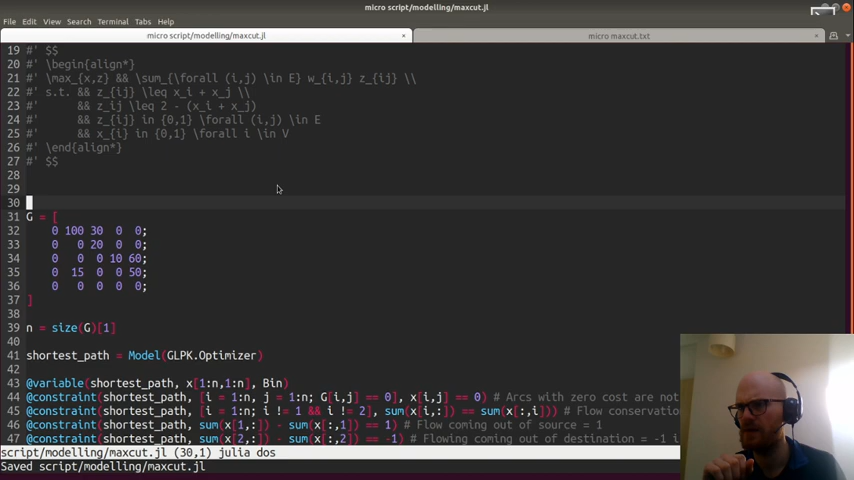 micro script/modelling/maxcut.jl
File Edit View Search Terminal Tabs Help
micro script/modelling/maxcut.jl × micro maxcut.txt ×
19 #' $$
20 #' \begin{align*}
21 #' \max_{x,z} && \sum_{\forall (i,j) \in E} w_{i,j} z_{ij} \\
22 #' s.t. && z_{ij} \leq x_i + x_j \\
23 #' && z_ij \leq 2 - (x_i + x_j)
24 #' && z_{ij} in {0,1} \forall (i,j) \in E
25 #' && x_{i} in {0,1} \forall i \in V
26 #' \end{align*}
27 #' $$
28
29
30
31 G = [
32 0 100 30 0 0;
33 0 0 20 0 0;
34 0 0 0 10 60;
35 0 15 0 0 50;
36 0 0 0 0 0;
37 ]
38
39 n = size(G)[1]
40
41 shortest_path = Model(GLPK.Optimizer)
42
43 @variable(shortest_path, x[1:n,1:n], Bin)
44 @constraint(shortest_path, [i = 1:n, j = 1:n; G[i,j] == 0], x[i,j] == 0) # Arcs with zero cost are not
45 @constraint(shortest_path, [i = 1:n; i != 1 && i != 2], sum(x[i,:]) == sum(x[:,i])) # Flow conserva
46 @constraint(shortest_path, sum(x[1,:]) - sum(x[:,1]) == 1) # Flow coming out of source = 1
47 @constraint(shortest_path, sum(x[2,:]) - sum(x[:,2]) == -1) # Flowing coming out of destination = -1 i
script/modelling/maxcut.jl (30,1) julia dos
Saved script/modelling/maxcut.jl